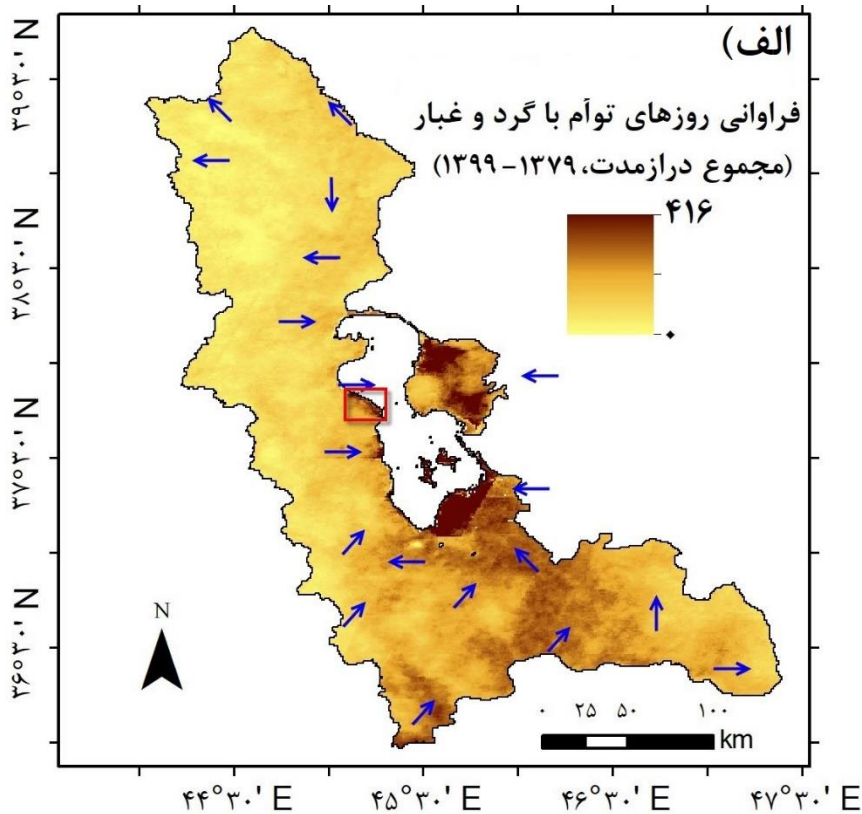 الف)
فراوانی روزهای توأم با گرد و غبار
(مجموع درازمدت، ۱۳۷۹-۱۳۹۹)
۴۱۶
۰
۳۹°۳۰.' N
۳۸°۳۰.' N
۳۷°۳۰.' N
۳۶°۳۰.' N
N
۰ ۲۵ ۵۰ ۱۰۰
km
۴۴°۳۰.' E
۴۵°۳۰.' E
۴۶°۳۰.' E
۴۷°۳۰.' E